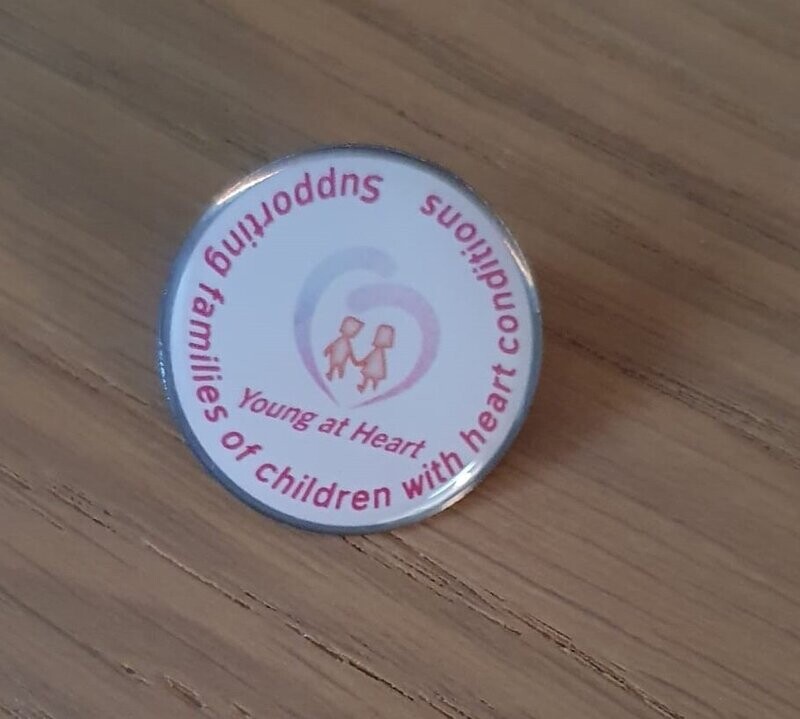 Supporting families of children with heart conditions
Young at Heart